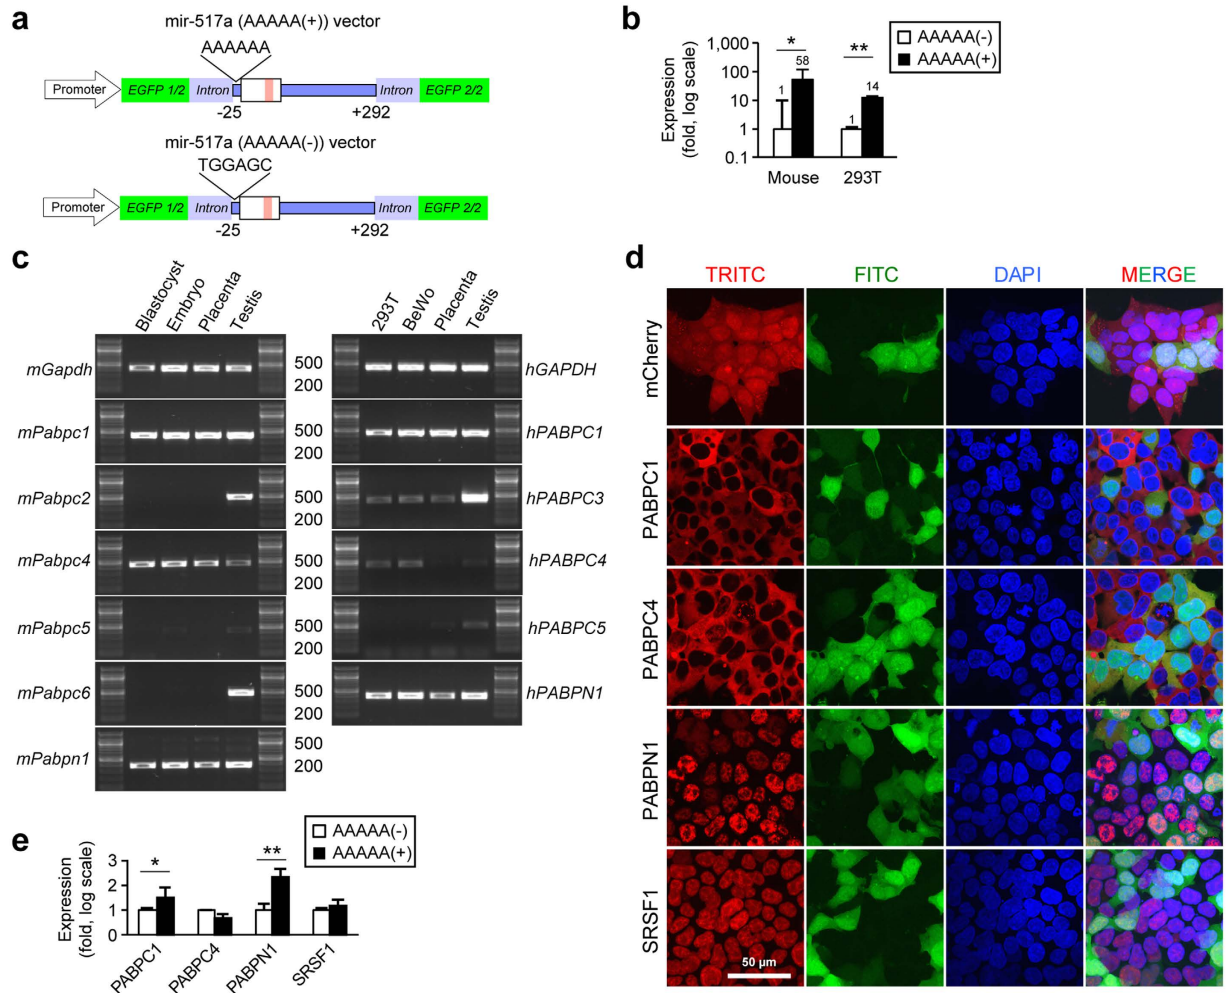 a
mir-517a (AAAAA(+)) vector
AAAAAA
Promoter EGFP 1/2 Intron Intron EGFP 2/2
-25 +292
mir-517a (AAAAA(-)) vector
TGGAGC
Promoter EGFP 1/2 Intron Intron EGFP 2/2
-25 +292
b
AAAAA(-)
AAAAA(+)
Expression
(fold, log scale)
1,000
100
10
1
0.1
* **
1 58 1 14
Mouse 293T
c
Blastocyst Embryo Placenta Testis
293T BeWo Placenta Testis
mGapdh 500 hGAPDH
200
mPabpc1 500 hPABPC1
200
mPabpc2 500 hPABPC3
200
mPabpc4 500 hPABPC4
200
mPabpc5 500 hPABPC5
200
mPabpc6 500 hPABPN1
200
mPabpn1 500
200
d
TRITC FITC DAPI MERGE
mCherry
PABPC1
PABPC4
PABPN1
SRSF1
50 µm
e
AAAAA(-)
AAAAA(+)
Expression
(fold, log scale)
3
2
1
0
* **
PABPC1 PABPC4 PABPN1 SRSF1